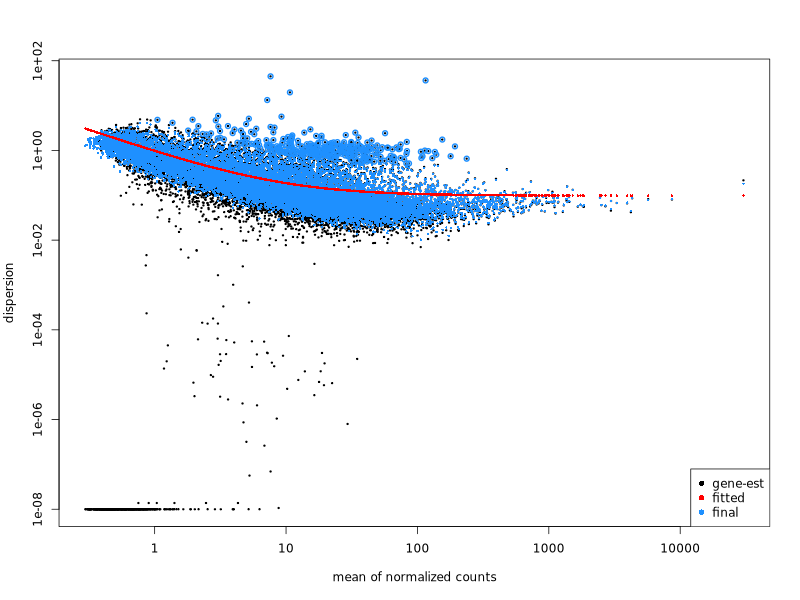 1e+02
1e+00
1e-02
1e-04
1e-06
1e-08
dispersion
1
10
100
1000
10000
mean of normalized counts
gene-est
fitted
final